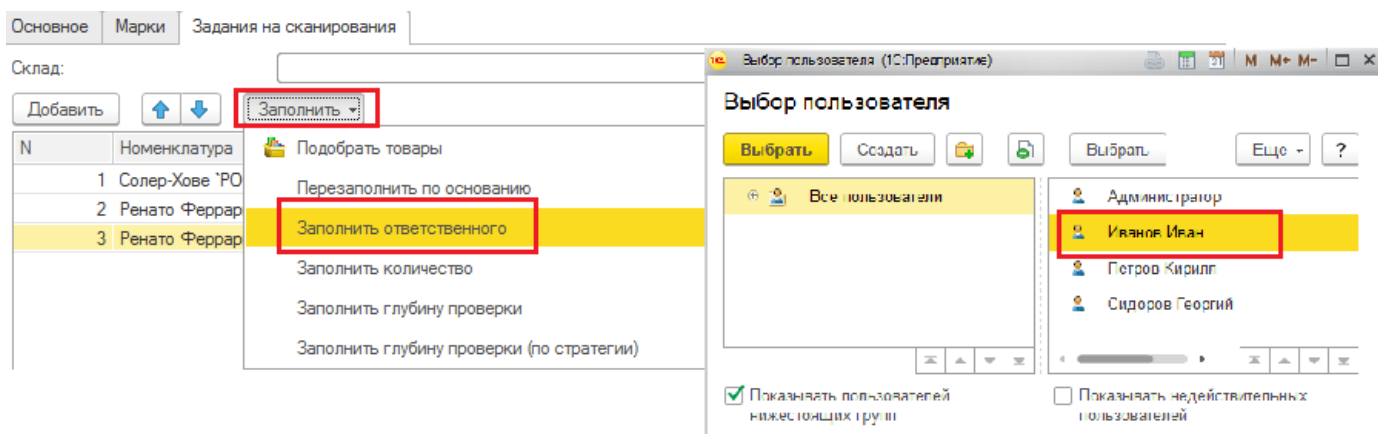 Основное Марки Задания на сканирования
Склад:
Добавить Заполнить
N Номенклатура
1 Солер-Хове `РО
2 Ренато Феррар
3 Ренато Феррар
Подобрать товары
Перезаполнить по основанию
Заполнить ответственного
Заполнить количество
Заполнить глубину проверки
Заполнить глубину проверки (по стратегии)
Выбор пользователя (1С:Предприятие)
M M+ M-
Выбор пользователя
Выбрать Создать Выбрать Еще ?
Все пользователи
Администратор
Иванов Иван
Петров Кирилл
Сидоров Георгий
Показывать пользователей
нижестоящих групп
Показывать недействительных
пользователей